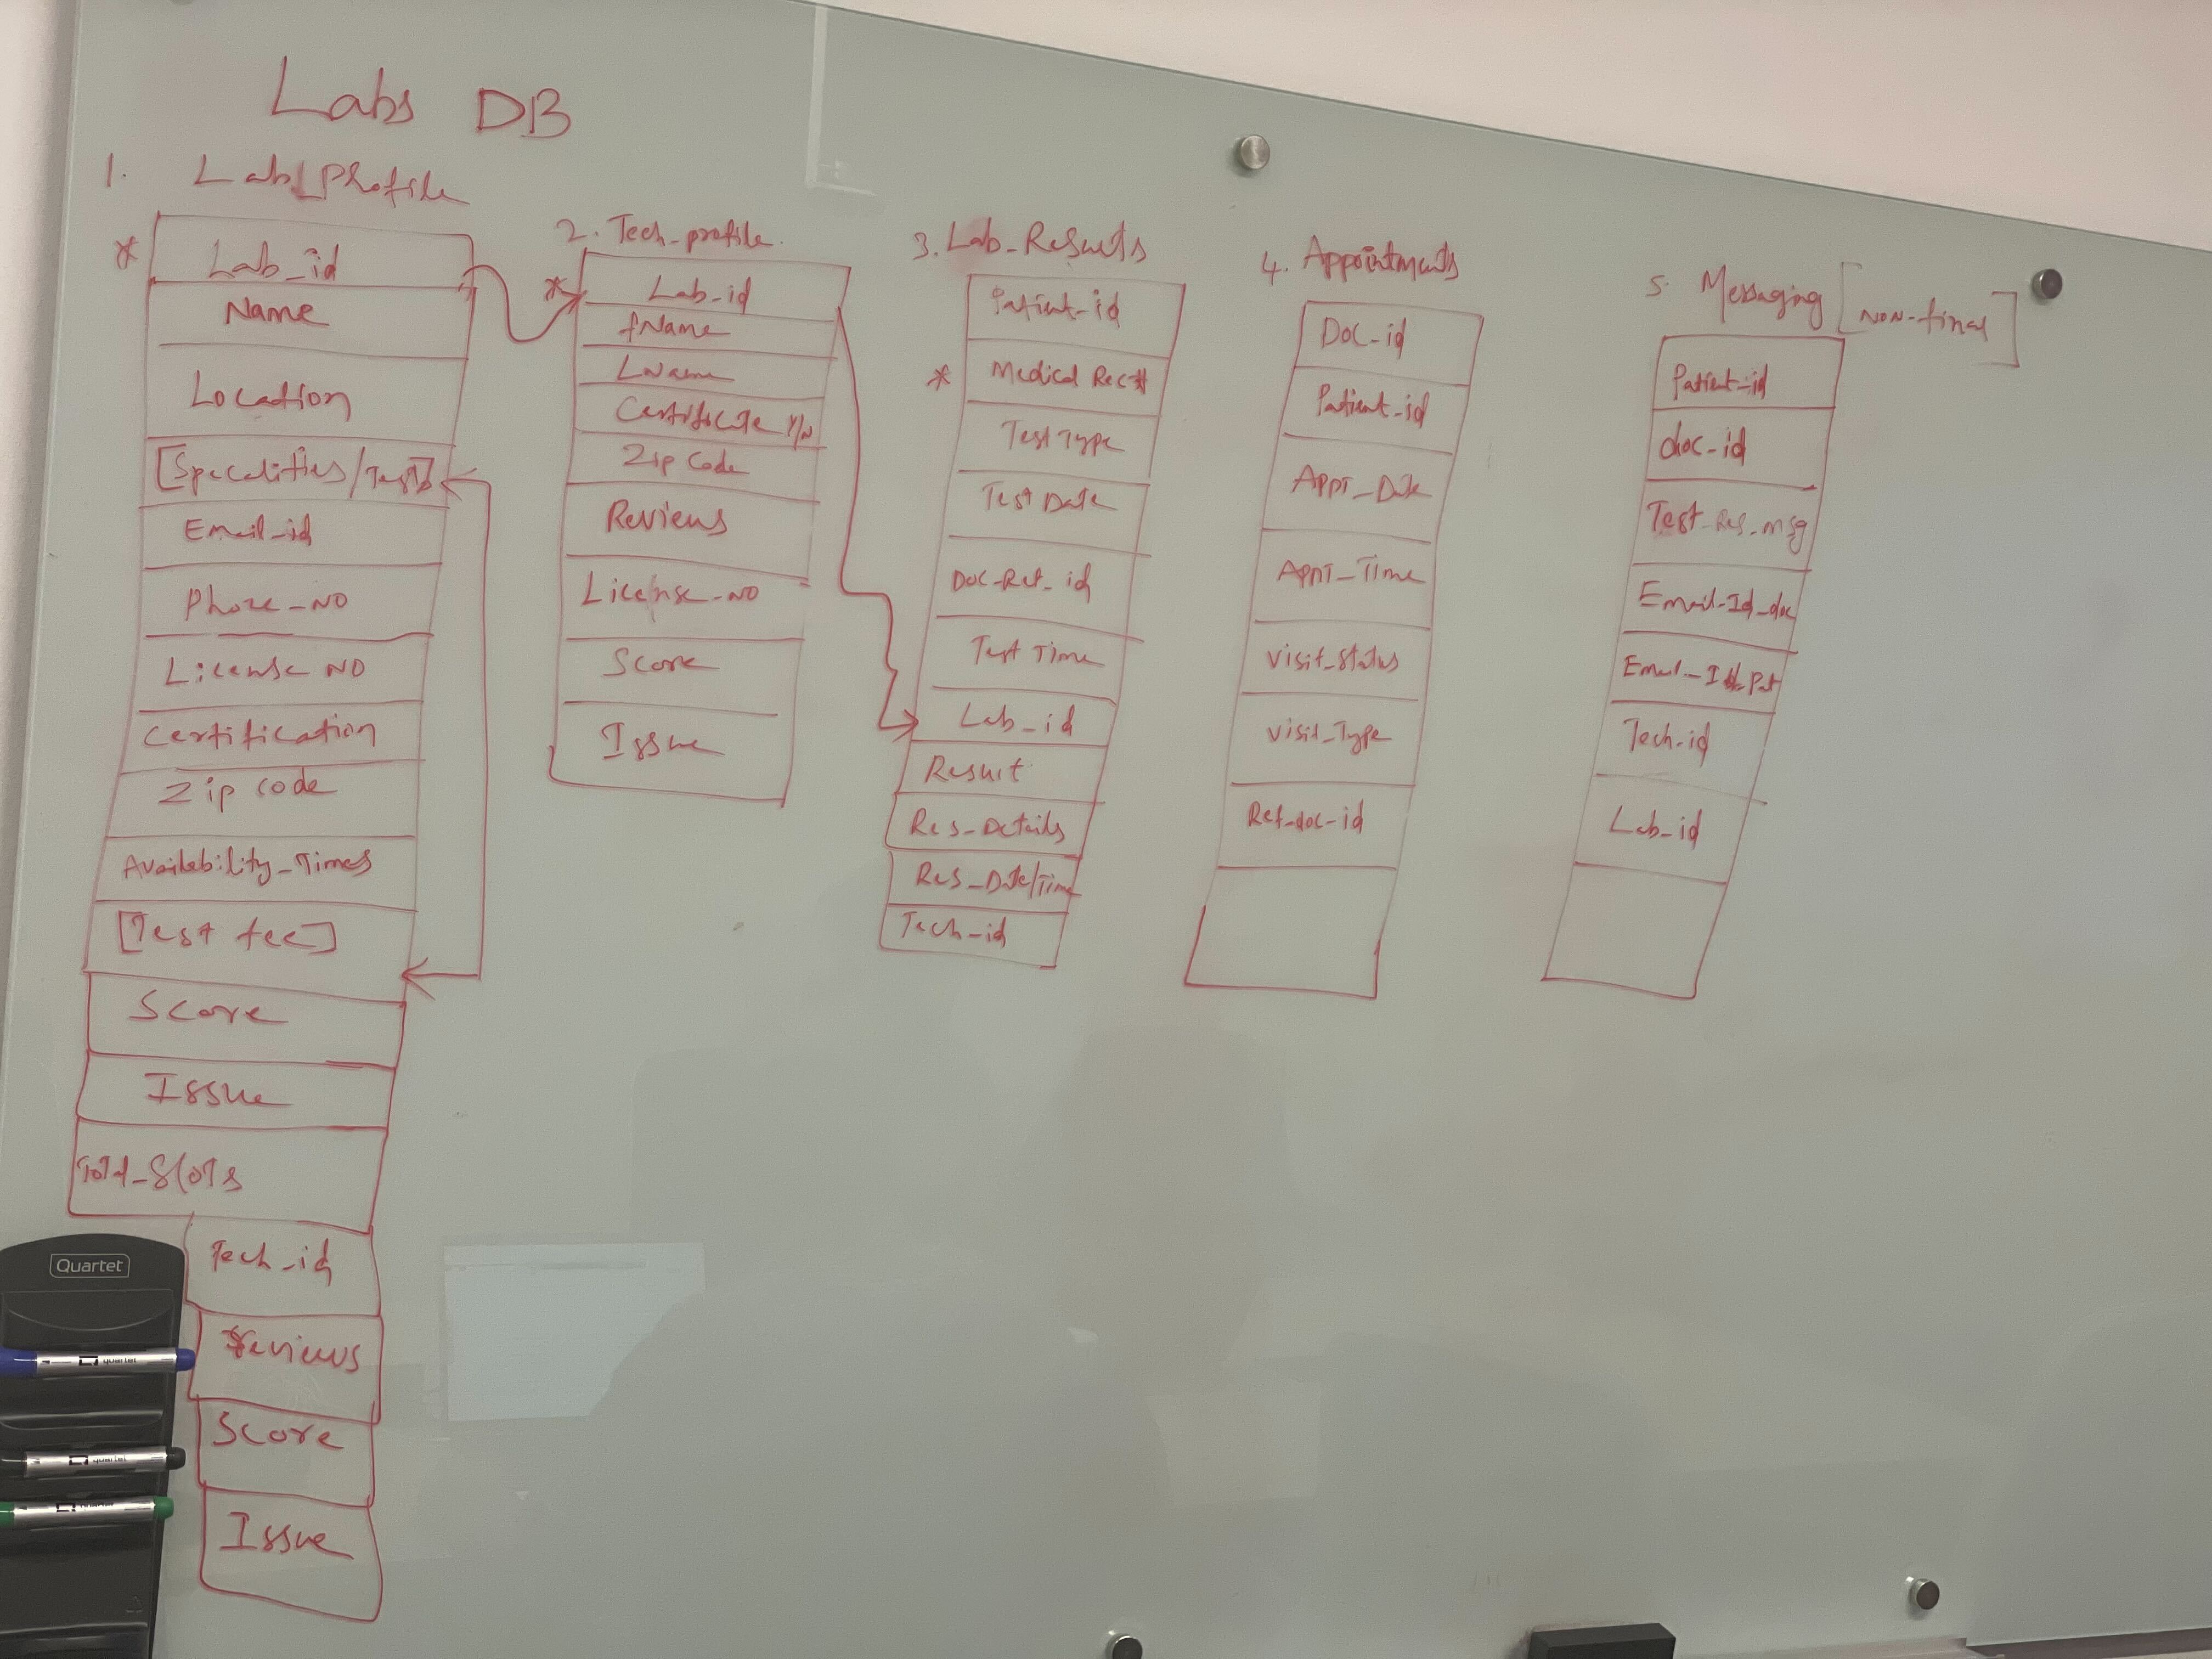 Labs DB
1. Lab_Profile
* Lab_id
Name
Location
[Specalities/Tests]
Email_id
Phone_NO
License NO
Certification
Zip code
Availability_Times
[Test fee]
Score
Issue
Total_Slots
Tech_id
Reviews
Score
Issue
2. Tech_profile.
* Lab_id
fName
LName
Certificate Y/N
Zip Code
Reviews
License_NO
Score
Issue
3. Lab_Results
Patient_id
* Medical Rec#
Test Type
Test Date
Doc_Ref_id
Test Time
Lab_id
Result
Res_Details
Res_Date/Time
Tech_id
4. Appointments
Doc_id
Patient_id
Appt_Date
Appt_Time
Visit_Status
Visit_Type
Ref_doc_id
5. Messaging [NON-final]
Patient_id
doc_id
Test_Res_msg
Email_Id_doc
Email_Id_Pat
Tech_id
Lab_id
Quartet
quartet
quartet